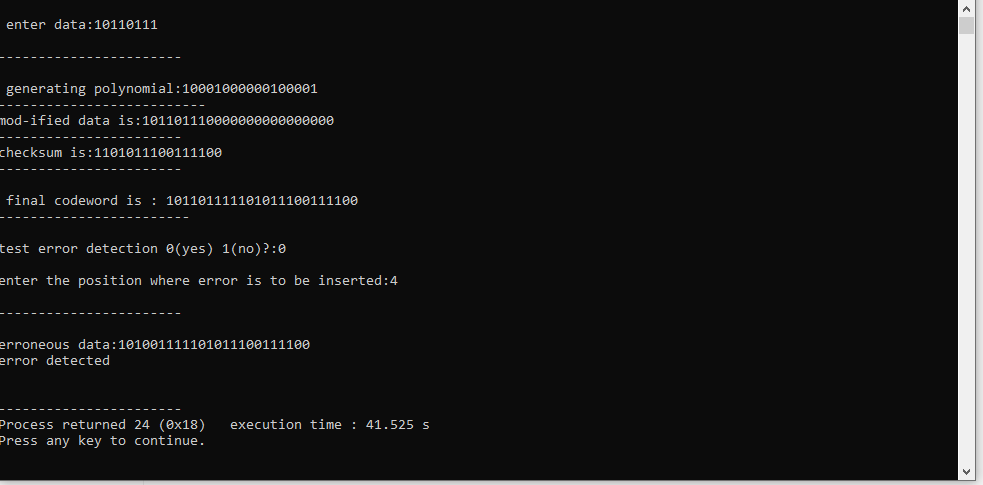 enter data:10110111
-----------------------
generating polynomial:10001000000100001
--------------------------
mod-ified data is:101101110000000000000000
-----------------------
checksum is:1101011100111100
-----------------------
final codeword is : 101101111101011100111100
------------------------
test error detection 0(yes) 1(no)?:0
enter the position where error is to be inserted:4
-----------------------
erroneous data:101001111101011100111100
error detected
-----------------------
Process returned 24 (0x18)   execution time : 41.525 s
Press any key to continue.